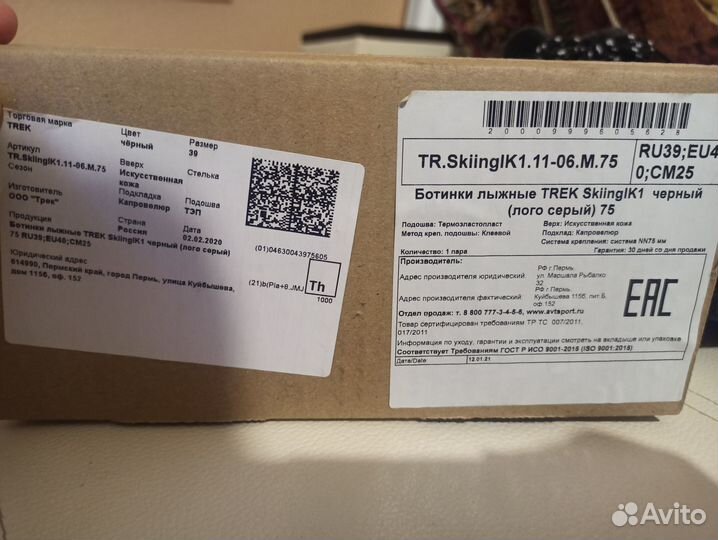 Торговая марка
TREK
Цвет
чёрный
Размер
39
Артикул
TR.SkiingIK1.11-06.M.75
Сезон
Верх
Искусственная
кожа
Стелька
Подкладка
Капровелюр
Подошва
ТЭП
Изготовитель
ООО "Трек"
Страна
Россия
Дата
02.02.2020
Продукция
Ботинки лыжные TREK SkiingIK1 черный (лого серый)
75 RU39;EU40;CM25
Юридический адрес
614990, Пермский край, город Пермь, улица Куйбышева,
дом 115б, оф. 152
(01)04630043975605
(21)b(Pla+8.JMJ
Th
1000
2000999605628
TR.SkiingIK1.11-06.M.75
RU39;EU4
0;CM25
Ботинки лыжные TREK SkiingIK1 черный
(лого серый) 75
Подошва: Термоэластопласт
Верх: Искусственная кожа
Метод креп. подошвы: Клеевой
Подклад: Капровелюр
Система крепления: система NN75 мм
Количество: 1 пара
Гарантия: 30 дней со дня продажи
Производитель:
Адрес производителя юридический:
РФ г.Пермь,
ул. Маршала Рыбалко
32
Адрес производителя фактический:
РФ г.Пермь,
Куйбышева 115б, лит.Б,
оф.152
Отдел продаж: т. 8 800 777-3-4-5-6, www.avtsport.ru
Товар сертифицирован требованиям ТР ТС 007/2011,
017/2011
EAC
Информация по уходу, гарантии и эксплуатации смотреть на вкладыше или упаковку
Соответствует Требованиям ГОСТ Р ИСО 9001-2015 (ISO 9001:2015)
Дата/Date:
12.01.21
Avito